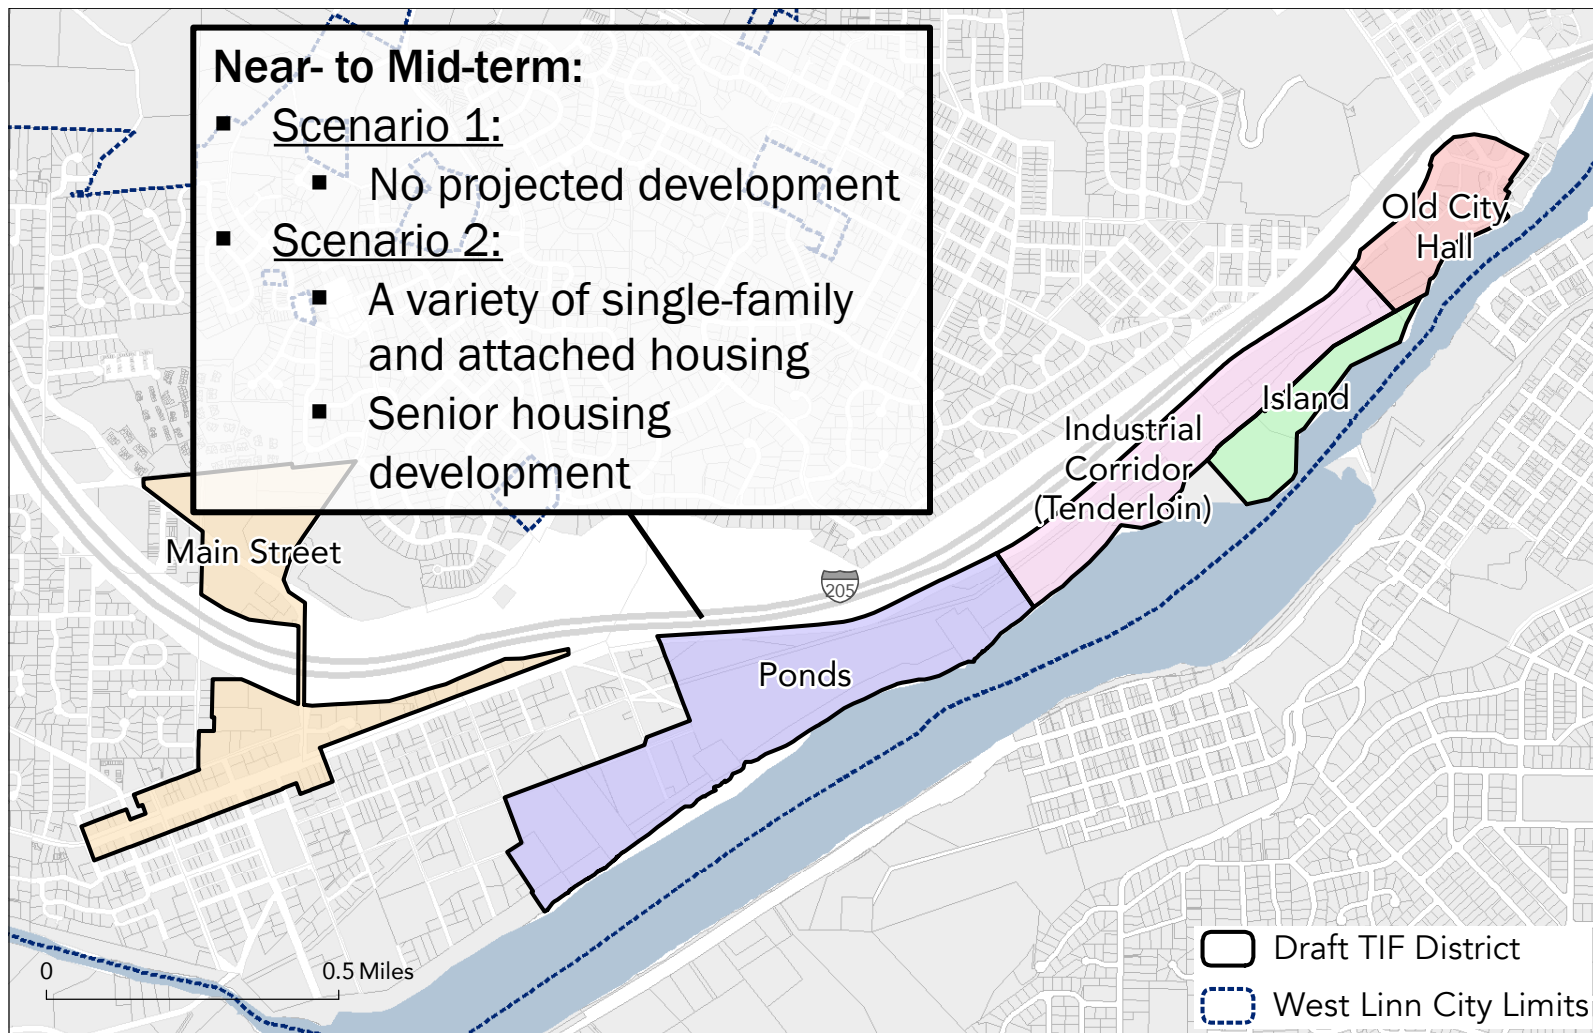 Near- to Mid-term:
▪ Scenario 1:
▪ No projected development
▪ Scenario 2:
▪ A variety of single-family
and attached housing
▪ Senior housing
development
Old City
Hall
Island
Industrial
Corridor
(Tenderloin)
Main Street
205
Ponds
0 0.5 Miles
Draft TIF District
West Linn City Limits